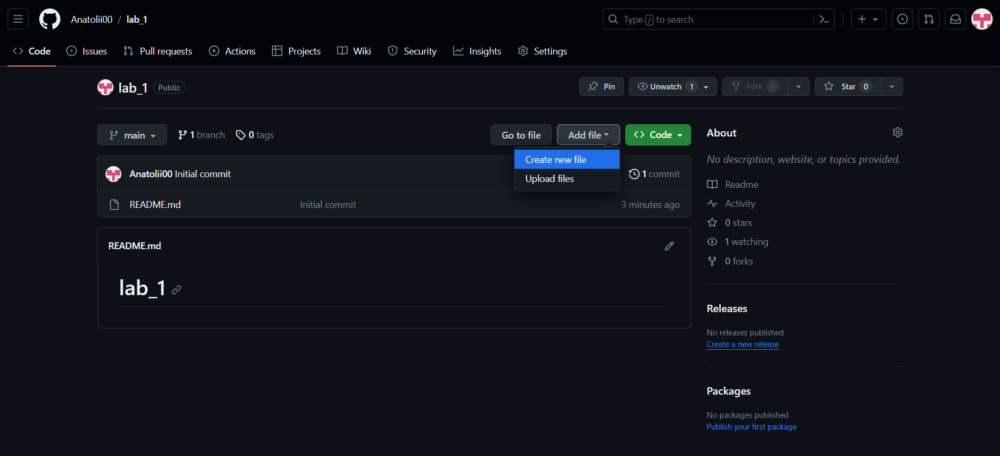 Anatolii00 / lab_1
Type / to search
Code Issues Pull requests Actions Projects Wiki Security Insights Settings
lab_1 Public
Pin Unwatch 1 Fork 0 Star 0
main 1 branch 0 tags
Go to file Add file Code
Create new file
Upload files
Anatolii00 Initial commit 1 commit
README.md Initial commit 3 minutes ago
README.md
lab_1
About
No description, website, or topics provided.
Readme
Activity
0 stars
1 watching
0 forks
Releases
No releases published
Create a new release
Packages
No packages published
Publish your first package